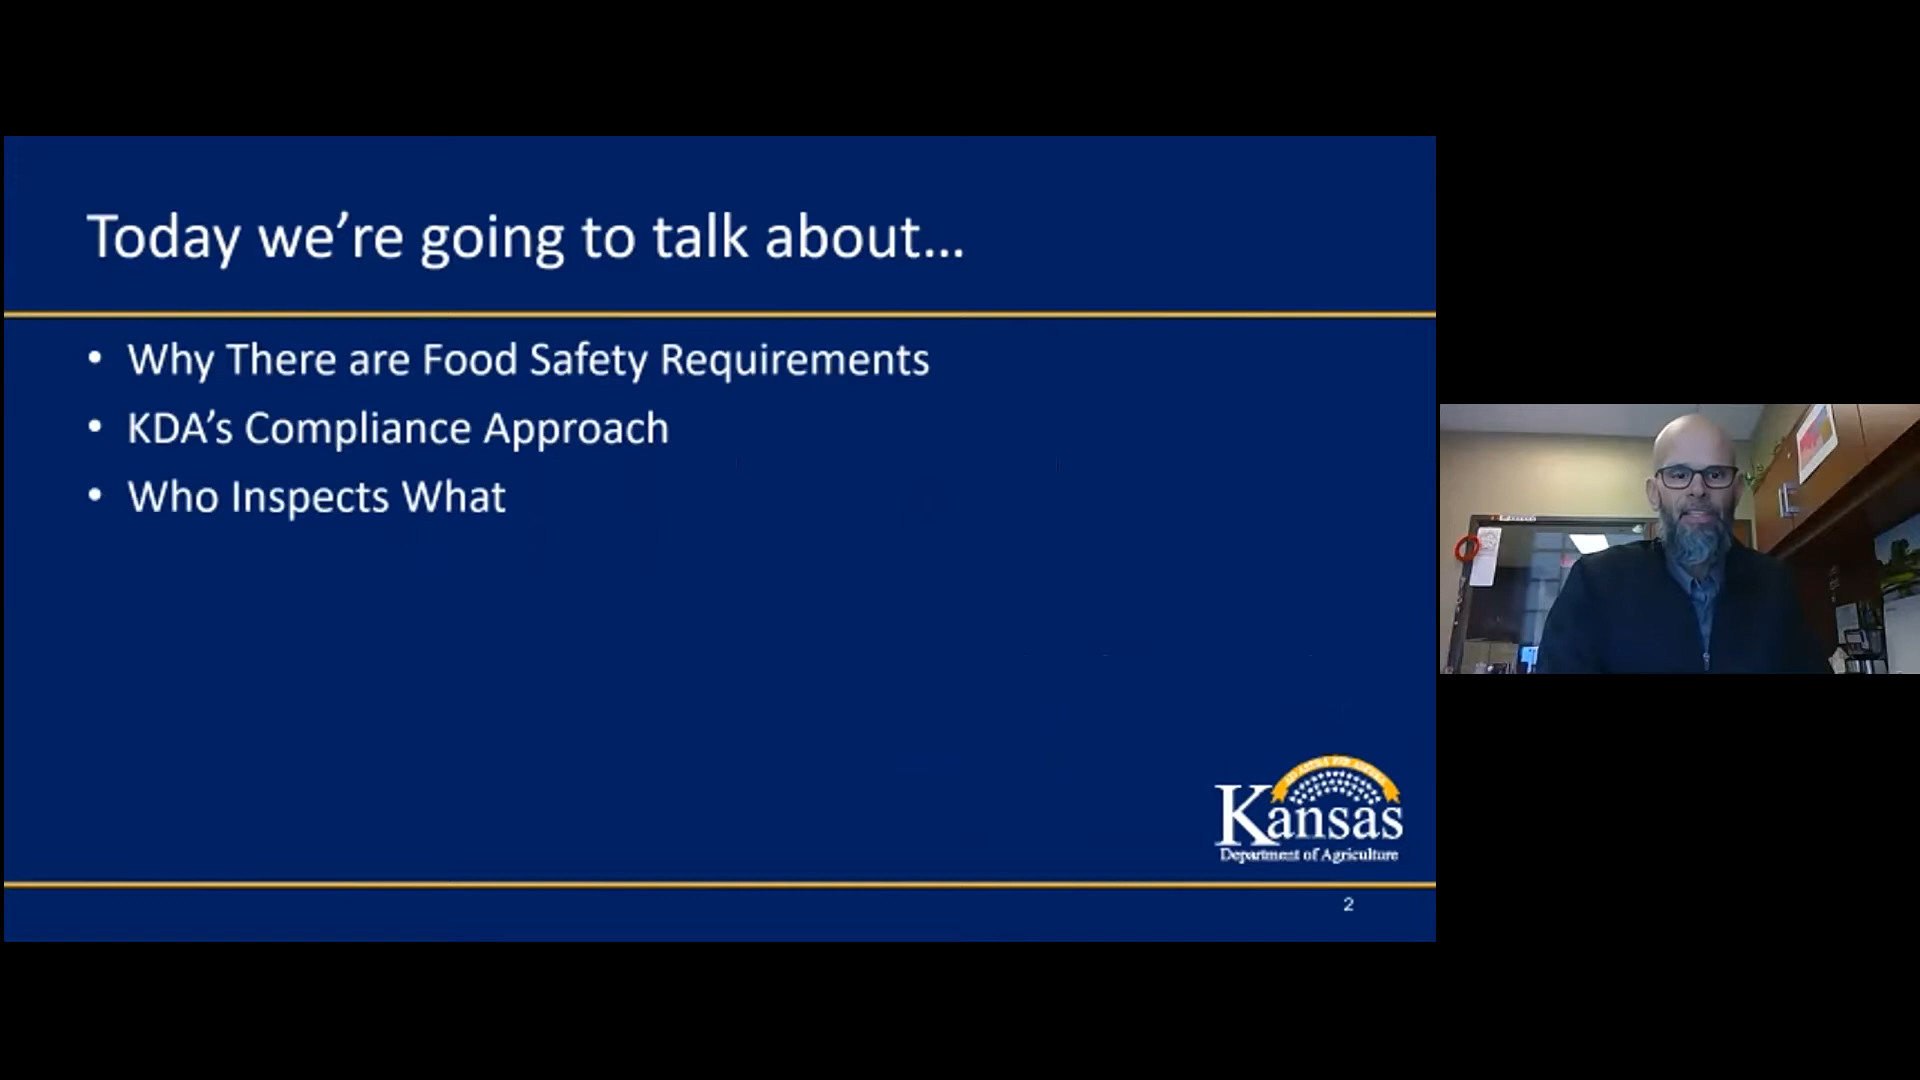 Today we’re going to talk about...
• Why There are Food Safety Requirements
• KDA’s Compliance Approach
• Who Inspects What
Kansas
Department of Agriculture
2